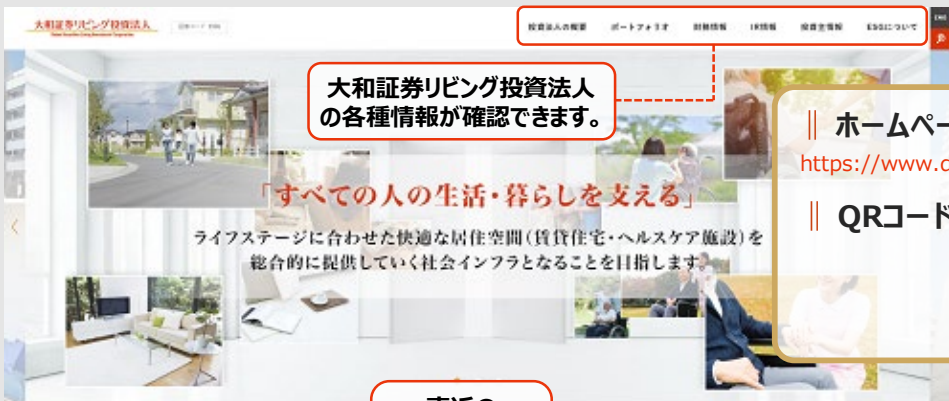 大和証券リビング投資法人
投資法人の概要 ポートフォリオ 財務情報 IR情報 投資主情報 ESGについて
ENG
大和証券リビング投資法人
の各種情報が確認できます。
ホームペー
https://www.d
QRコード
「すべての人の生活・暮らしを支える」
ライフステージに合わせた快適な居住空間(賃貸住宅・ヘルスケア施設)を
総合的に提供していく社会インフラとなることを目指します。
直近の